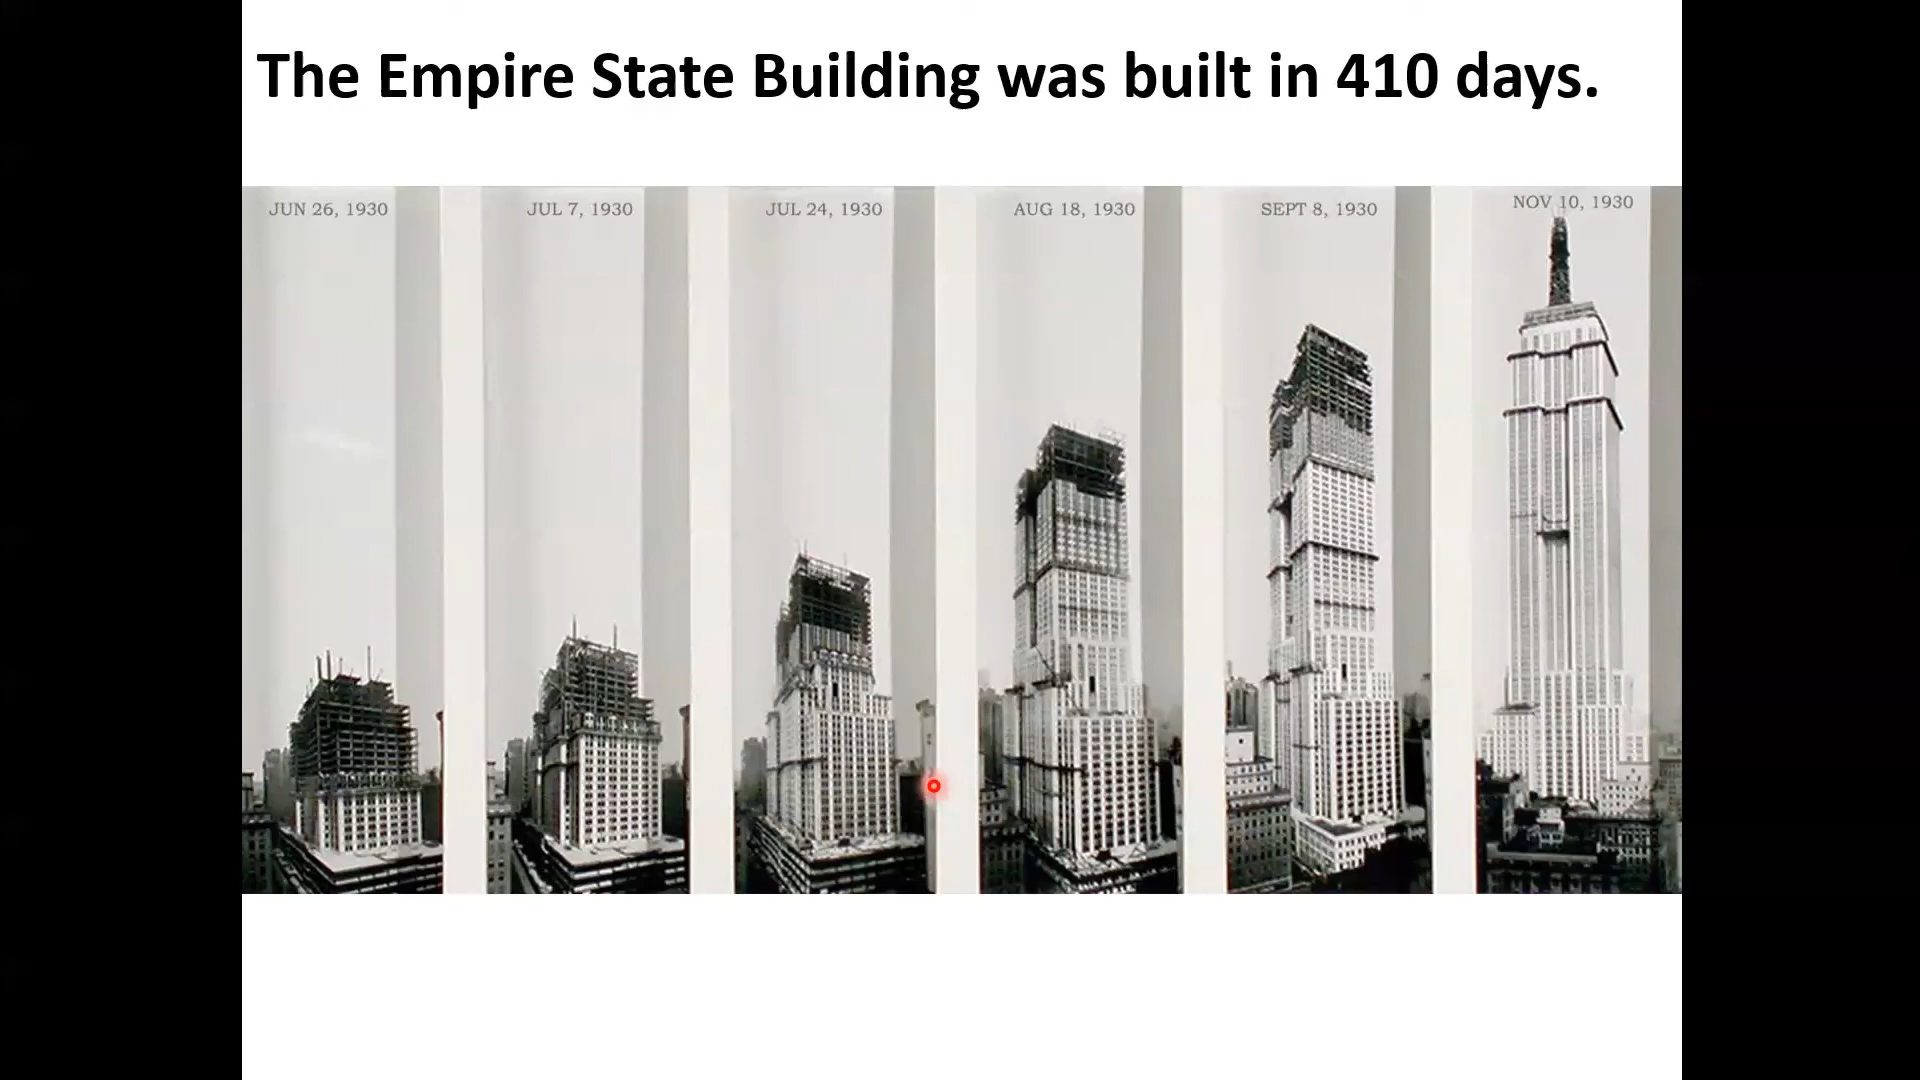 The Empire State Building was built in 410 days.
JUN 26, 1930
JUL 7, 1930
JUL 24, 1930
AUG 18, 1930
SEPT 8, 1930
NOV 10, 1930